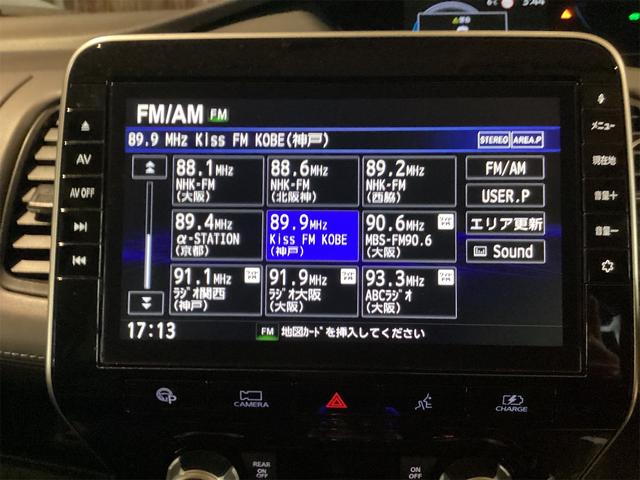 FM/AM FM
89.9 MHz Kiss FM KOBE(神戸) STEREO AREA.P
88.1MHz
NHK-FM
(大阪)
88.6MHz
NHK-FM
(北阪神)
89.2MHz
NHK-FM
(西脇)
FM/AM
USER.P
89.4MHz
α-STATION
(京都)
89.9MHz
Kiss FM KOBE
(神戸)
90.6MHz
MBS-FM90.6
(大阪)
エリア更新
Sound
91.1MHz
ラジオ関西
(神戸)
91.9MHz
ラジオ大阪
(大阪)
93.3MHz
ABCラジオ
(大阪)
17:13
FM 地図カードを挿入してください
AV
AV OFF
メニュー
現在地
音量+
音量-
CAMERA
CHARGE
REAR
ON
OFF
ON
OFF